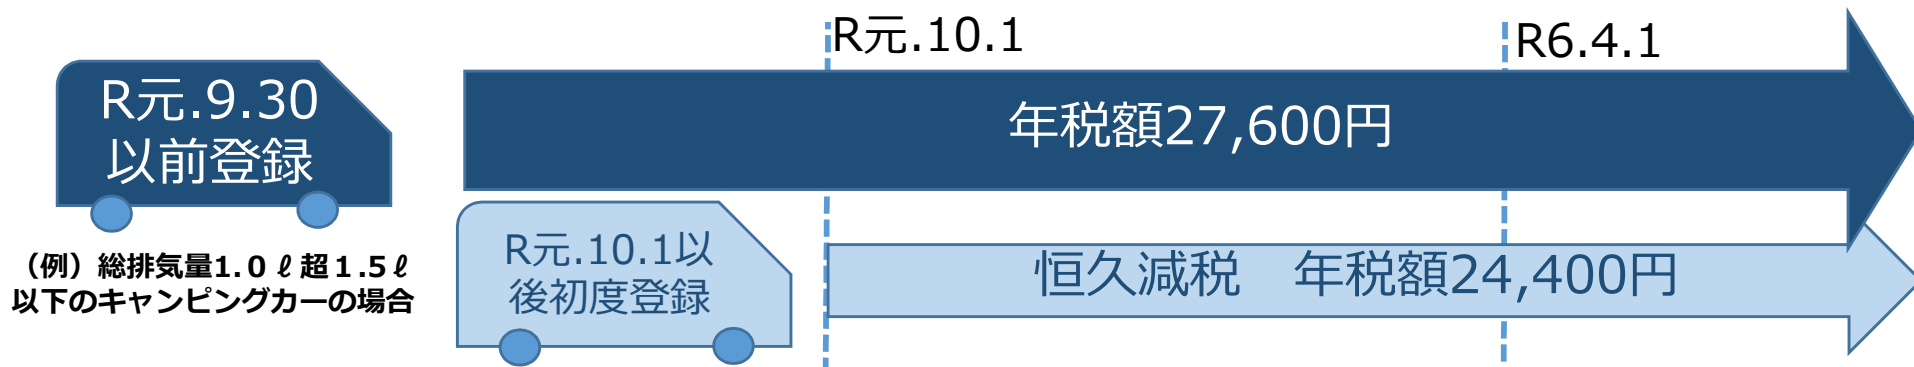 R元.10.1
R6.4.1
R元.9.30
以前登録
年税額27,600円
（例）総排気量1.0ℓ超1.5ℓ
以下のキャンピングカーの場合
R元.10.1以
後初度登録
恒久減税　年税額24,400円